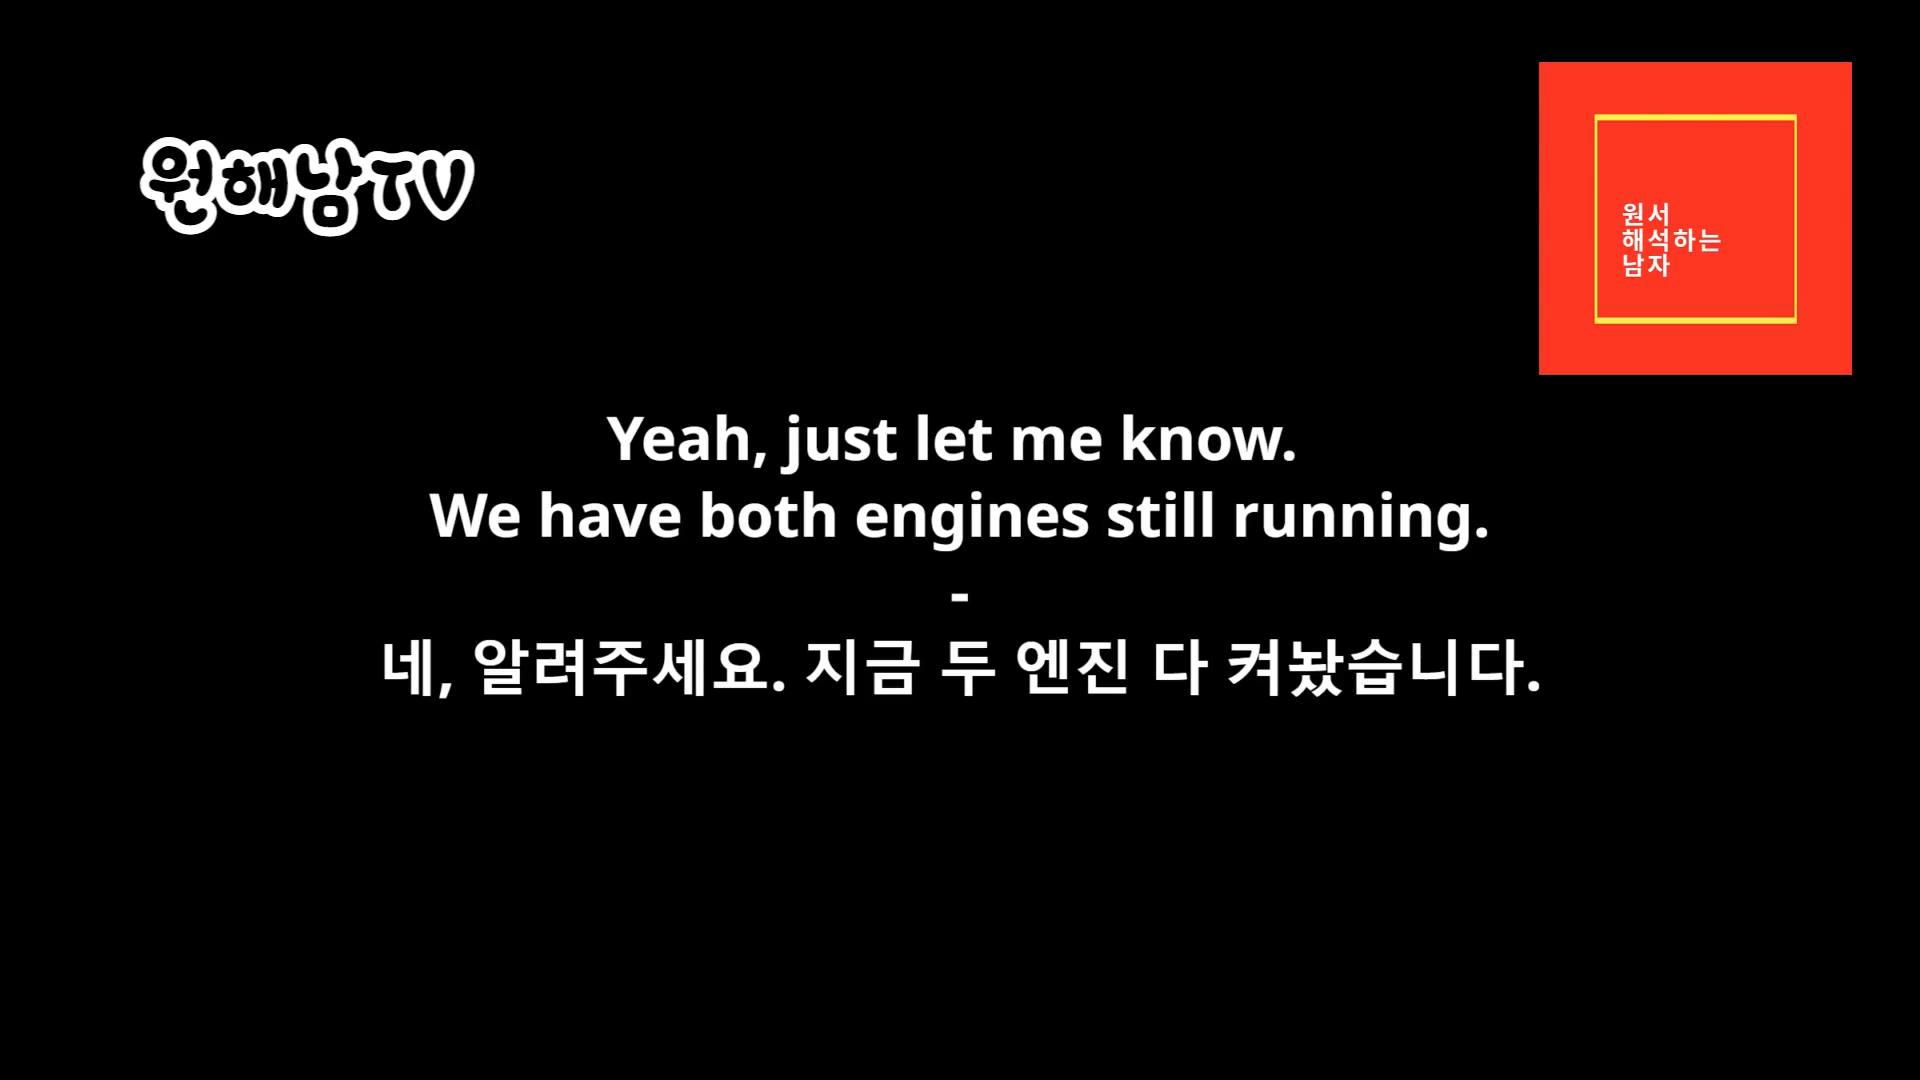 원해남TV
원서
해석하는
남자
Yeah, just let me know.
We have both engines still running.
-
네, 알려주세요. 지금 두 엔진 다 켜놨습니다.